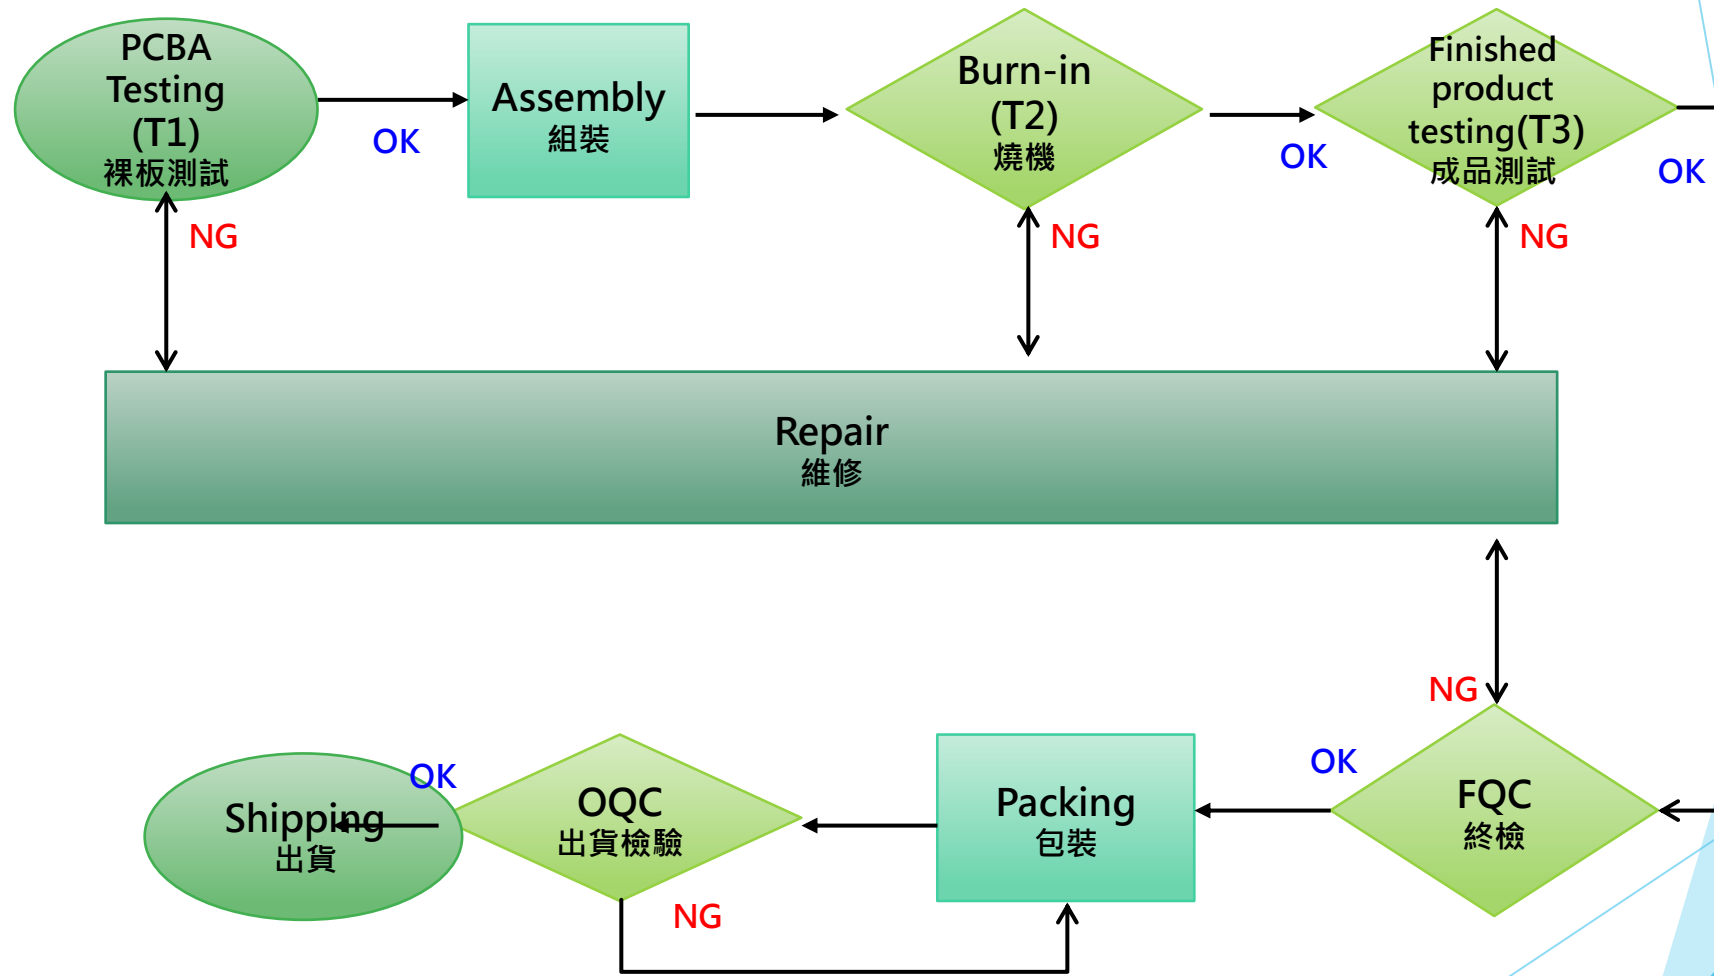 PCBA
Testing
(T1)
裸板測試
OK
Assembly
組裝
Burn-in
(T2)
燒機
OK
Finished
product
testing(T3)
成品測試
OK
NG
NG
NG
Repair
維修
NG
FQC
終檢
OK
Packing
包裝
OQC
出貨檢驗
NG
OK
Shipping
出貨